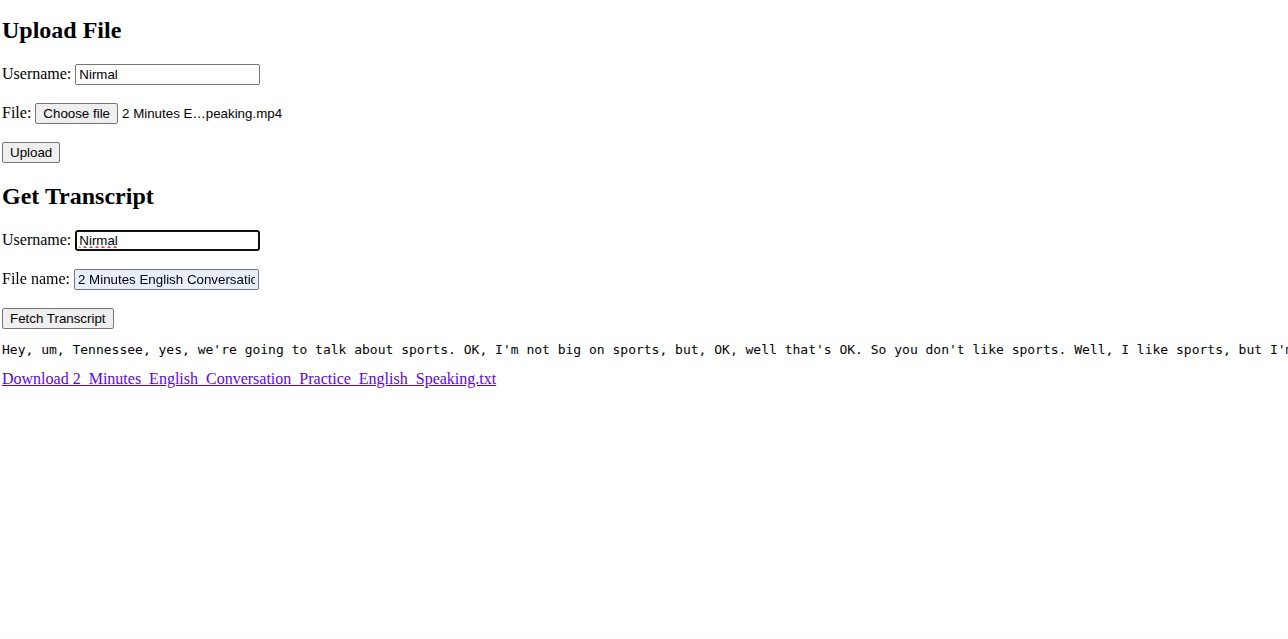 Upload File
Username: Nirmal
File: Choose file 2 Minutes E…peaking.mp4
Upload
Get Transcript
Username: Nirmal
File name: 2 Minutes English Conversatic
Fetch Transcript
Hey, um, Tennessee, yes, we're going to talk about sports. OK, I'm not big on sports, but, OK, well that's OK. So you don't like sports. Well, I like sports, but
Download 2_Minutes_English_Conversation_Practice_English_Speaking.txt